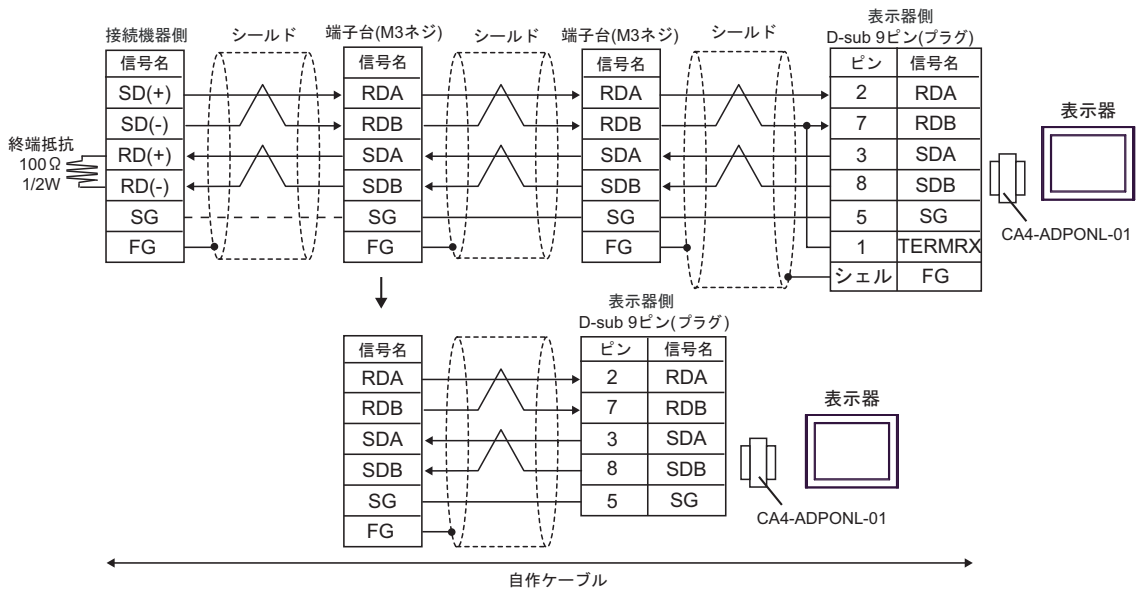 接続機器側
信号名
SD(+)
SD(-)
RD(+)
RD(-)
SG
FG
終端抵抗
100Ω
1/2W
シールド
端子台(M3ネジ)
信号名
RDA
RDB
SDA
SDB
SG
FG
シールド
端子台(M3ネジ)
信号名
RDA
RDB
SDA
SDB
SG
FG
シールド
表示器側
D-sub 9ピン(プラグ)
ピン 信号名
2 RDA
7 RDB
3 SDA
8 SDB
5 SG
1 TERMRX
シェル FG
表示器
CA4-ADPONL-01
信号名
RDA
RDB
SDA
SDB
SG
FG
表示器側
D-sub 9ピン(プラグ)
ピン 信号名
2 RDA
7 RDB
3 SDA
8 SDB
5 SG
表示器
CA4-ADPONL-01
自作ケーブル